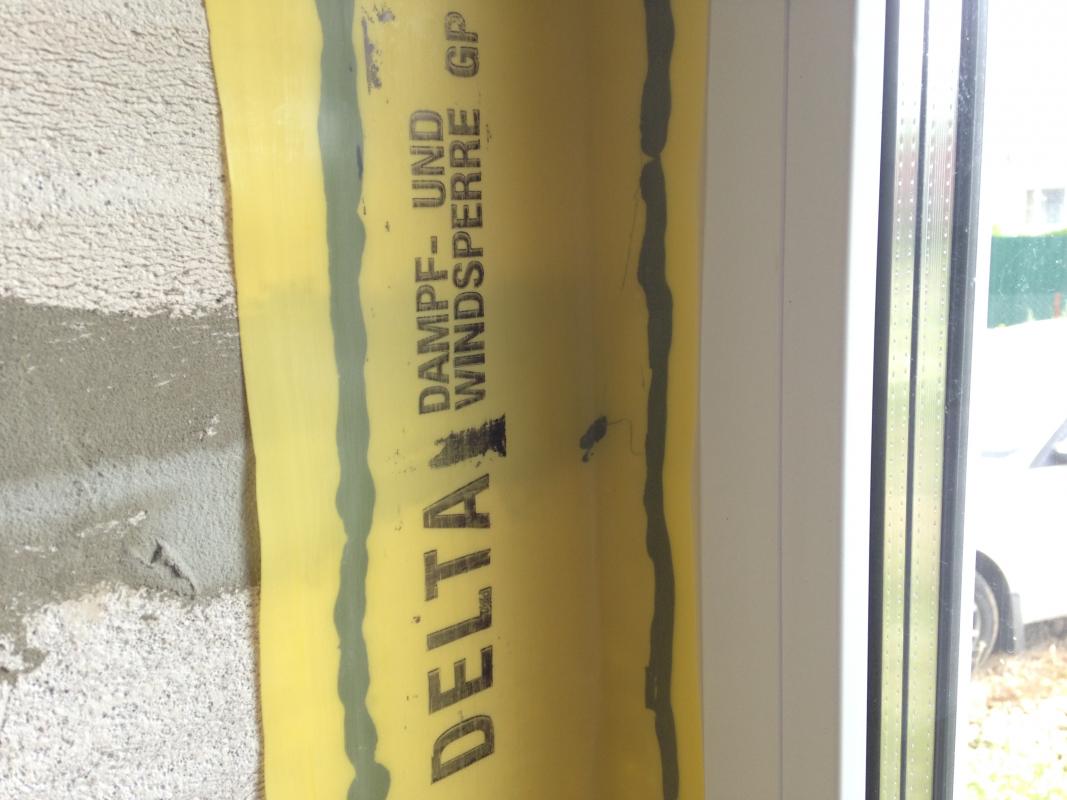 DELTA
DAMPF- UND
WINDSPERRE GP